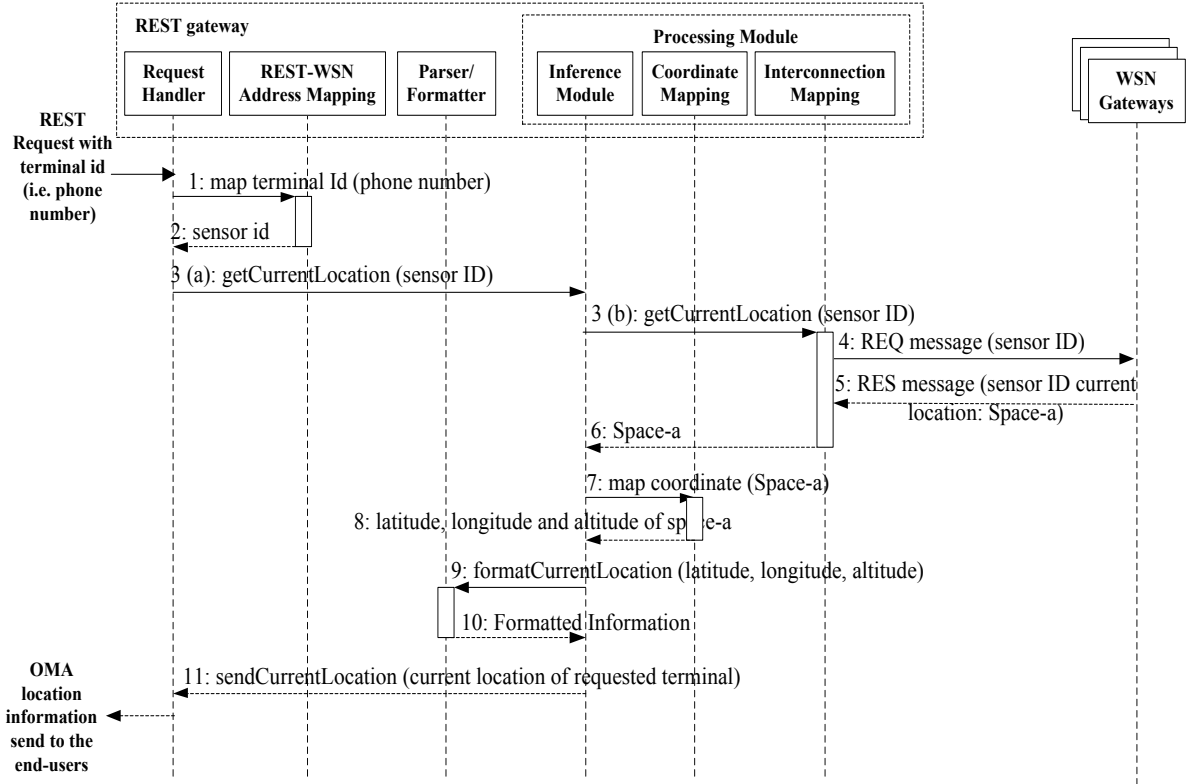 REST gateway
Processing Module
Request
Handler
REST-WSN
Address Mapping
Parser/
Formatter
Inference
Module
Coordinate
Mapping
Interconnection
Mapping
WSN
Gateways
REST
Request with
terminal id
(i.e. phone
number)
1: map terminal Id (phone number)
2: sensor id
3 (a): getCurrentLocation (sensor ID)
3 (b): getCurrentLocation (sensor ID)
4: REQ message (sensor ID)
5: RES message (sensor ID current
location: Space-a)
6: Space-a
7: map coordinate (Space-a)
8: latitude, longitude and altitude of space-a
9: formatCurrentLocation (latitude, longitude, altitude)
10: Formatted Information
11: sendCurrentLocation (current location of requested terminal)
OMA
location
information
send to the
end-users